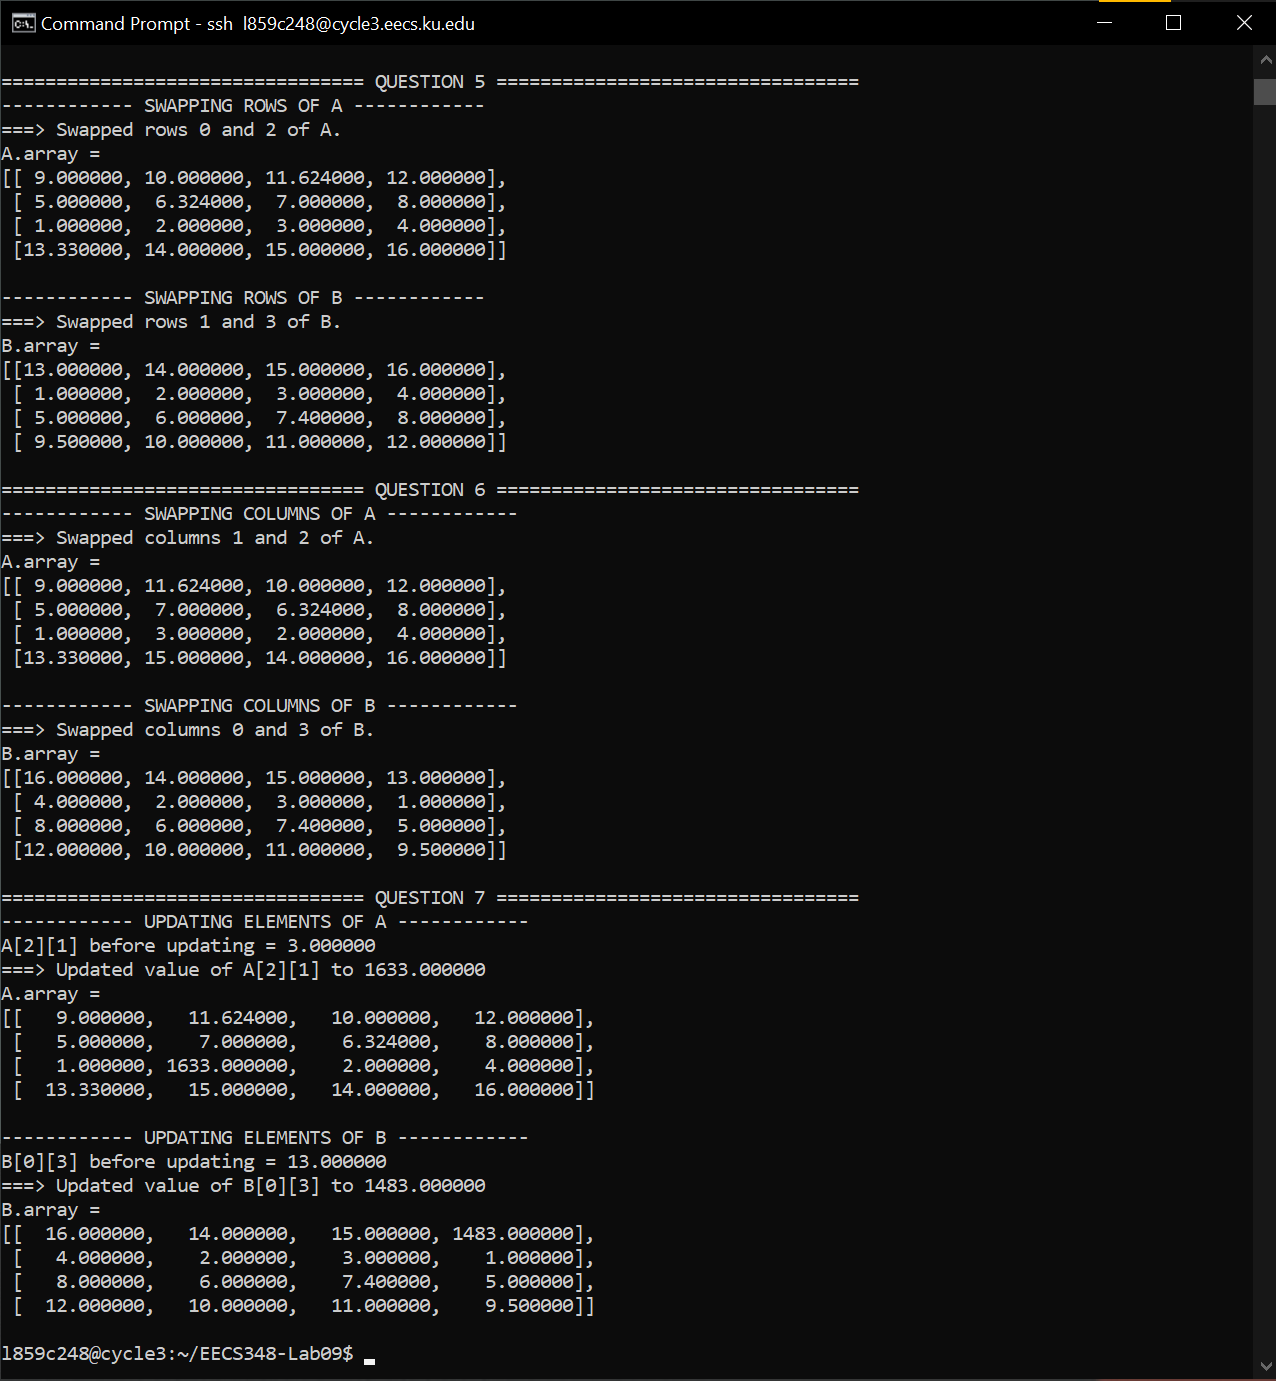 Command Prompt - ssh  l859c248@cycle3.eecs.ku.edu
================================= QUESTION 5 =================================
------------ SWAPPING ROWS OF A ------------
===> Swapped rows 0 and 2 of A.
A.array =
[[ 9.000000, 10.000000, 11.624000, 12.000000],
 [ 5.000000,  6.324000,  7.000000,  8.000000],
 [ 1.000000,  2.000000,  3.000000,  4.000000],
 [13.330000, 14.000000, 15.000000, 16.000000]]
------------ SWAPPING ROWS OF B ------------
===> Swapped rows 1 and 3 of B.
B.array =
[[13.000000, 14.000000, 15.000000, 16.000000],
 [ 1.000000,  2.000000,  3.000000,  4.000000],
 [ 5.000000,  6.000000,  7.400000,  8.000000],
 [ 9.500000, 10.000000, 11.000000, 12.000000]]
================================= QUESTION 6 =================================
------------ SWAPPING COLUMNS OF A ------------
===> Swapped columns 1 and 2 of A.
A.array =
[[ 9.000000, 11.624000, 10.000000, 12.000000],
 [ 5.000000,  7.000000,  6.324000,  8.000000],
 [ 1.000000,  3.000000,  2.000000,  4.000000],
 [13.330000, 15.000000, 14.000000, 16.000000]]
------------ SWAPPING COLUMNS OF B ------------
===> Swapped columns 0 and 3 of B.
B.array =
[[16.000000, 14.000000, 15.000000, 13.000000],
 [ 4.000000,  2.000000,  3.000000,  1.000000],
 [ 8.000000,  6.000000,  7.400000,  5.000000],
 [12.000000, 10.000000, 11.000000,  9.500000]]
================================= QUESTION 7 =================================
------------ UPDATING ELEMENTS OF A ------------
A[2][1] before updating = 3.000000
===> Updated value of A[2][1] to 1633.000000
A.array =
[[   9.000000,   11.624000,   10.000000,   12.000000],
 [   5.000000,    7.000000,    6.324000,    8.000000],
 [   1.000000, 1633.000000,    2.000000,    4.000000],
 [  13.330000,   15.000000,   14.000000,   16.000000]]
------------ UPDATING ELEMENTS OF B ------------
B[0][3] before updating = 13.000000
===> Updated value of B[0][3] to 1483.000000
B.array =
[[  16.000000,   14.000000,   15.000000, 1483.000000],
 [   4.000000,    2.000000,    3.000000,    1.000000],
 [   8.000000,    6.000000,    7.400000,    5.000000],
 [  12.000000,   10.000000,   11.000000,    9.500000]]
l859c248@cycle3:~/EECS348-Lab09$